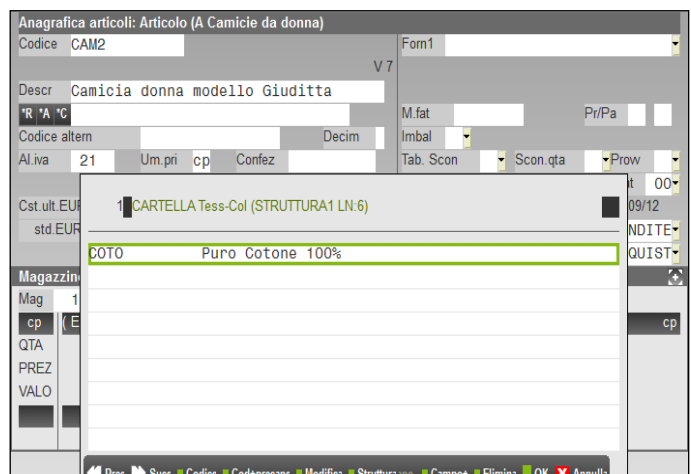 Anagrafica articoli: Articolo (A Camicie da donna)
Codice CAM2 Forn1
V 7
Descr Camicia donna modello Giuditta
*R *A *C M.fat Pr/Pa
Codice altern Decim Imbal
Al.iva 21 Um.pri cp Confez Tab. Scon Scon.qta Prow
00
Cst.ult.EUR 1 CARTELLA Tess-Col (STRUTTURA1 LN:6) 09/12
std.EUR NDITE
COTO Puro Cotone 100% QUIST
Magazzin
Mag 1
cp (E cp
QTA
PREZ
VALO
Prec Succ Codice Cod+precans Modifica Struttura Campo+ Elimina OK Annulla